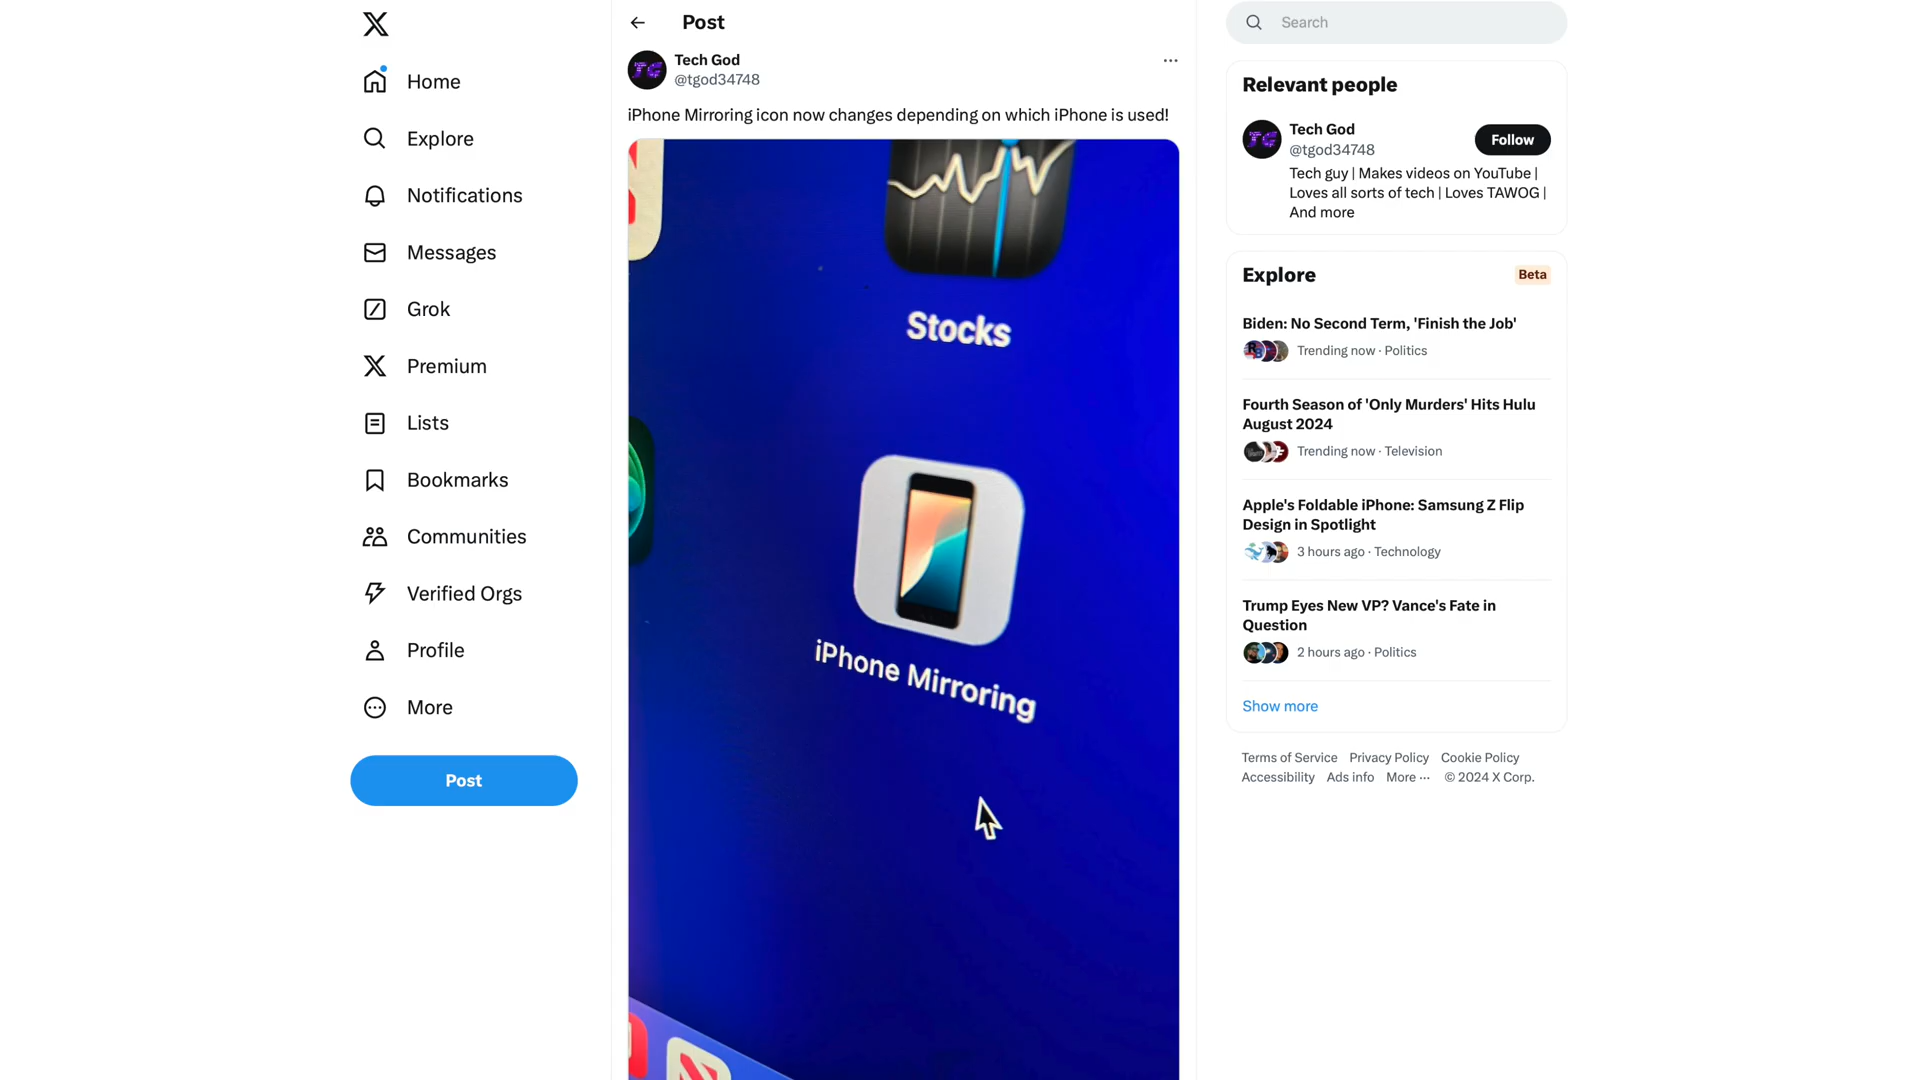 Home
Explore
Notifications
Messages
Grok
Premium
Lists
Bookmarks
Communities
Verified Orgs
Profile
More
Post
Post
Tech God
@tgod34748
iPhone Mirroring icon now changes depending on which iPhone is used!
Stocks
iPhone Mirroring
Search
Relevant people
Tech God
@tgod34748
Follow
Tech guy | Makes videos on YouTube |
Loves all sorts of tech | Loves TAWOG |
And more
Explore
Beta
Biden: No Second Term, 'Finish the Job'
Trending now · Politics
Fourth Season of 'Only Murders' Hits Hulu
August 2024
Trending now · Television
Apple's Foldable iPhone: Samsung Z Flip
Design in Spotlight
3 hours ago · Technology
Trump Eyes New VP? Vance's Fate in
Question
2 hours ago · Politics
Show more
Terms of Service Privacy Policy Cookie Policy
Accessibility Ads info More ··· © 2024 X Corp.